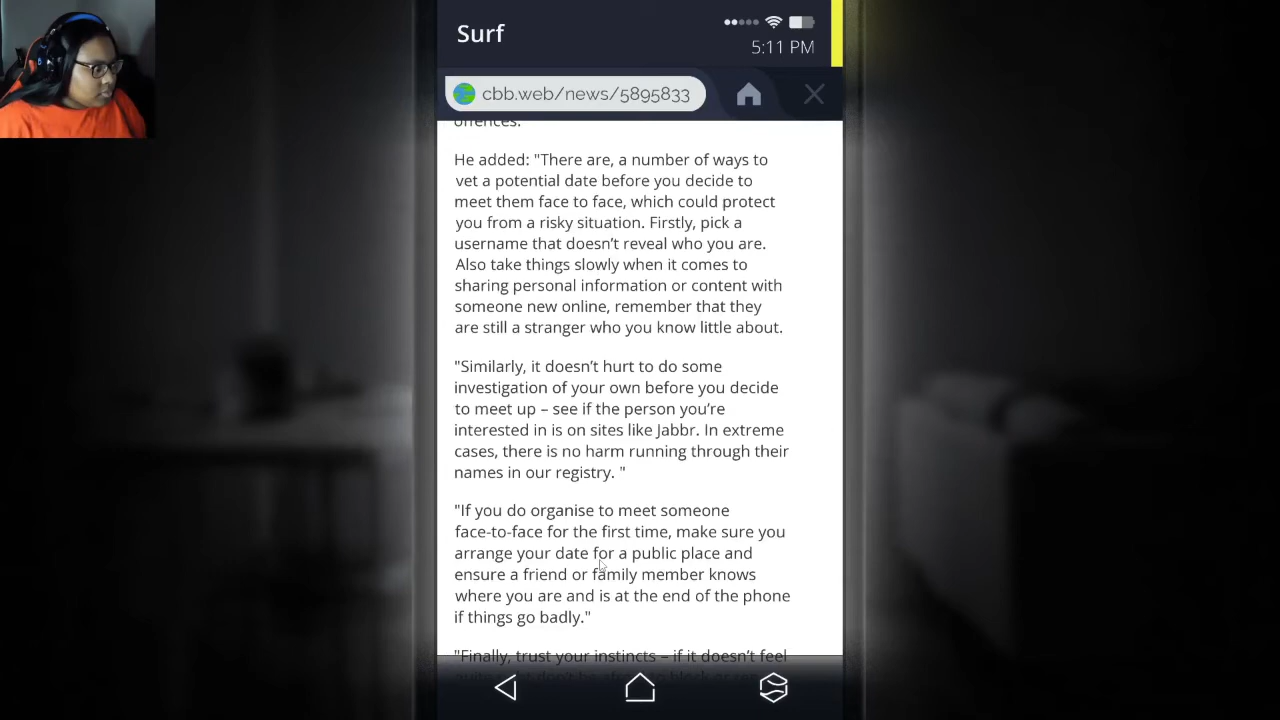 Surf
5:11 PM
cbb.web/news/5895833
offences.
He added: "There are, a number of ways to
vet a potential date before you decide to
meet them face to face, which could protect
you from a risky situation. Firstly, pick a
username that doesn't reveal who you are.
Also take things slowly when it comes to
sharing personal information or content with
someone new online, remember that they
are still a stranger who you know little about.
"Similarly, it doesn't hurt to do some
investigation of your own before you decide
to meet up – see if the person you're
interested in is on sites like Jabbr. In extreme
cases, there is no harm running through their
names in our registry. "
"If you do organise to meet someone
face-to-face for the first time, make sure you
arrange your date for a public place and
ensure a friend or family member knows
where you are and is at the end of the phone
if things go badly."
"Finally, trust your instincts – if it doesn't feel